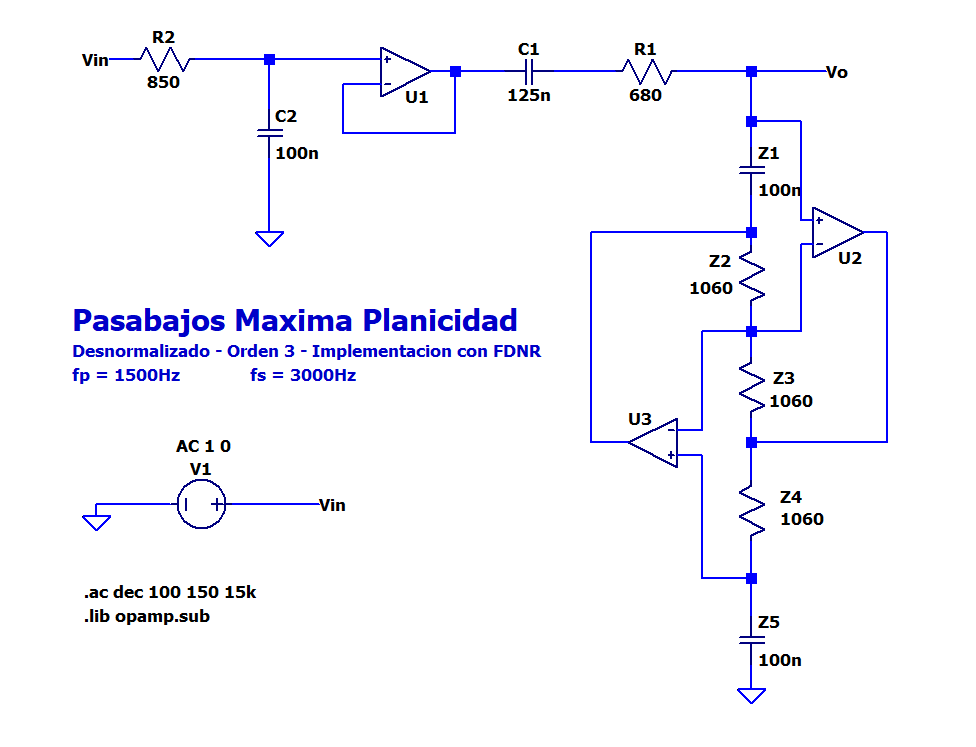 R2
Vin
850
C2
100n
+
-
U1
C1
125n
R1
680
Vo
Z1
100n
+
-
U2
Z2
1060
Pasabajos Maxima Planicidad
Desnormalizado - Orden 3 - Implementacion con FDNR
fp = 1500Hz fs = 3000Hz
Z3
1060
U3
-
+
AC 1 0
V1
Vin
Z4
1060
.ac dec 100 150 15k
.lib opamp.sub
Z5
100n